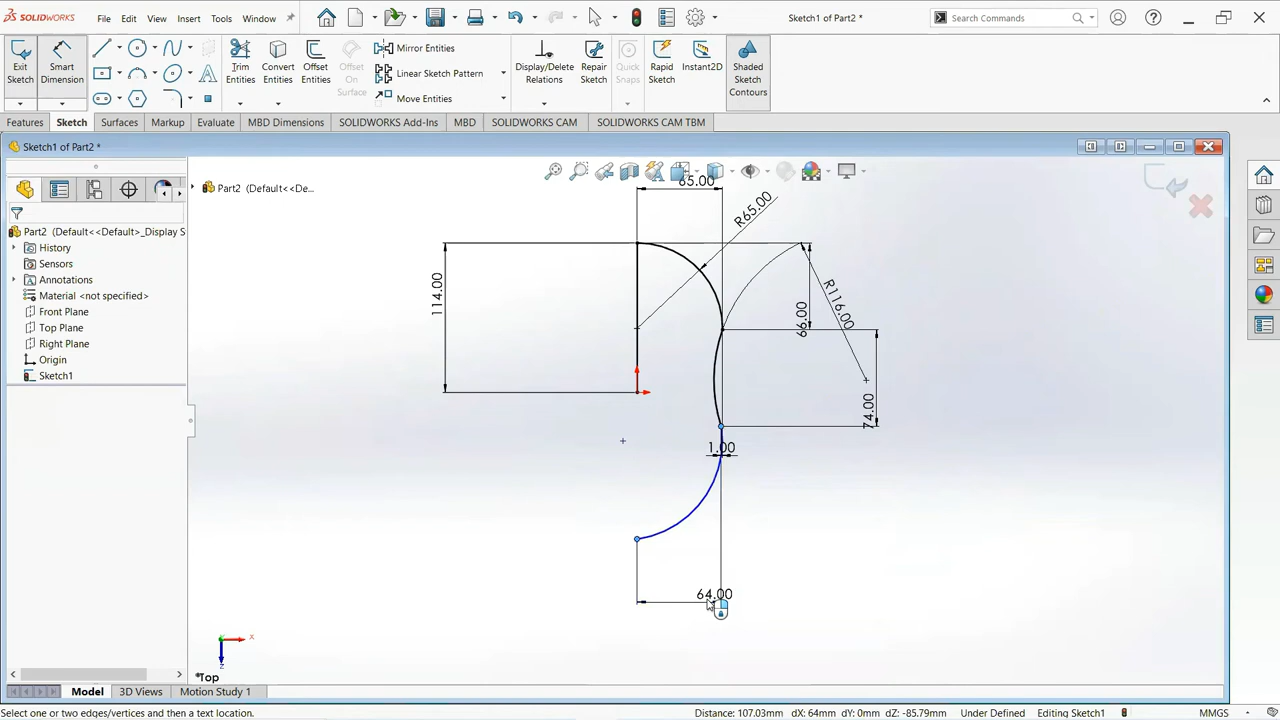 SOLIDWORKS
File
Edit
View
Insert
Tools
Window
Sketch1 of Part2 *
Search Commands
Exit
Sketch
Smart
Dimension
Trim
Entities
Convert
Entities
Offset
Entities
Offset
On
Surface
Mirror Entities
Linear Sketch Pattern
Move Entities
Display/Delete
Relations
Repair
Sketch
Quick
Snaps
Rapid
Sketch
Instant2D
Shaded
Sketch
Contours
Features
Sketch
Surfaces
Markup
Evaluate
MBD Dimensions
SOLIDWORKS Add-Ins
MBD
SOLIDWORKS CAM
SOLIDWORKS CAM TBM
Sketch1 of Part2 *
Part2 (Default<<De...
Part2 (Default<<Default>_Display S
History
Sensors
Annotations
Material <not specified>
Front Plane
Top Plane
Right Plane
Origin
Sketch1
65.00
R65.00
114.00
66.00
R116.00
74.00
1.00
64.00
x
z
*Top
Model
3D Views
Motion Study 1
Select one or two edges/vertices and then a text location.
Distance: 107.03mm dX: 64mm dY: 0mm dZ: -85.79mm
Under Defined
Editing Sketch1
MMGS